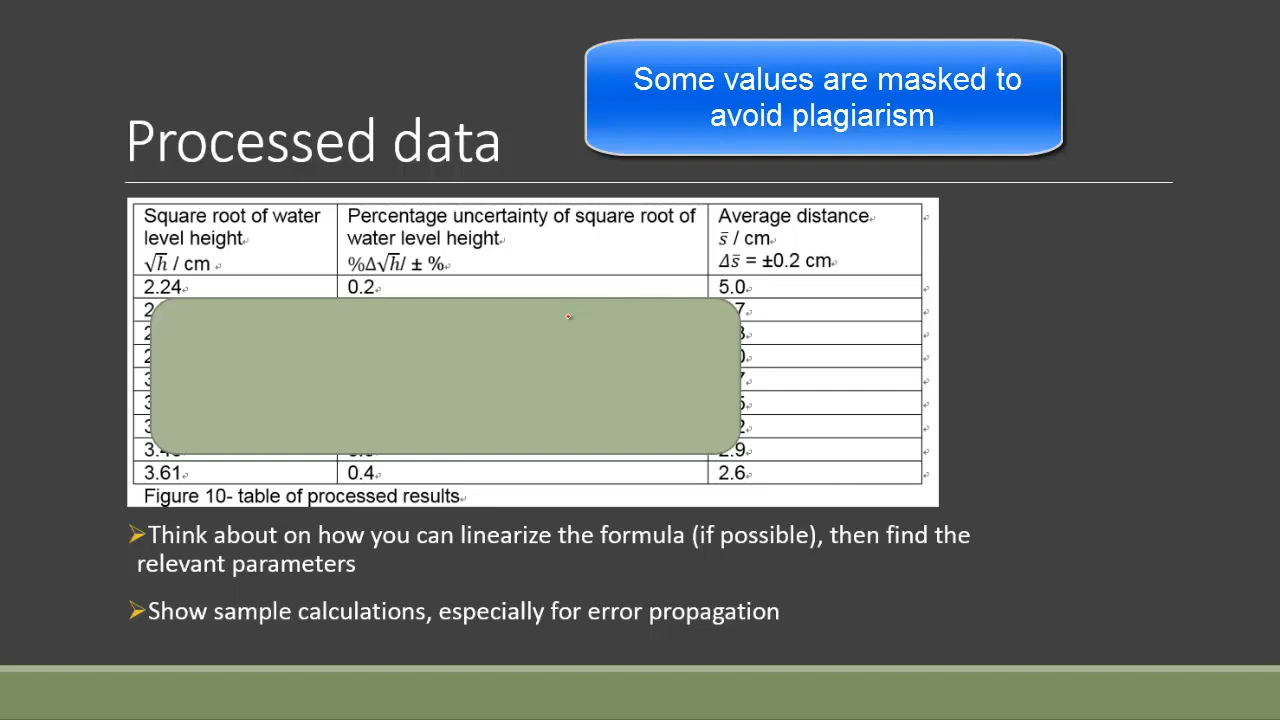 Some values are masked to
avoid plagiarism
Processed data
Square root of water level height √h / cm
Percentage uncertainty of square root of water level height %Δ√h/ ± %
Average distance s̄ / cm Δs̄ = ±0.2 cm
2.24 0.2 5.0
2.9
3.61 0.4 2.6
Figure 10- table of processed results
➤Think about on how you can linearize the formula (if possible), then find the
relevant parameters
➤Show sample calculations, especially for error propagation